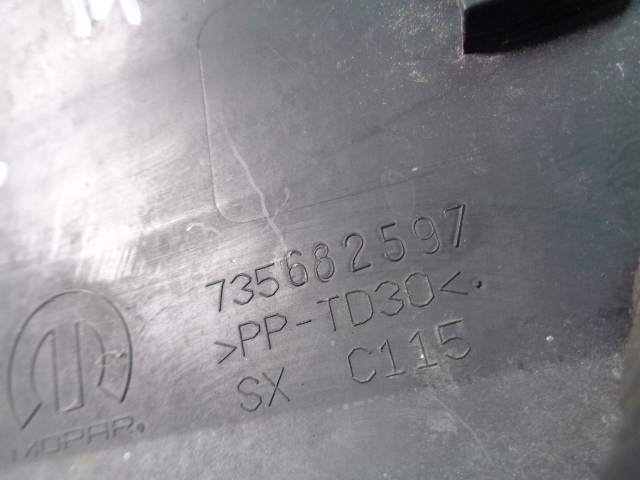 735682597
>PP-TD30<
SX C115
MOPAR